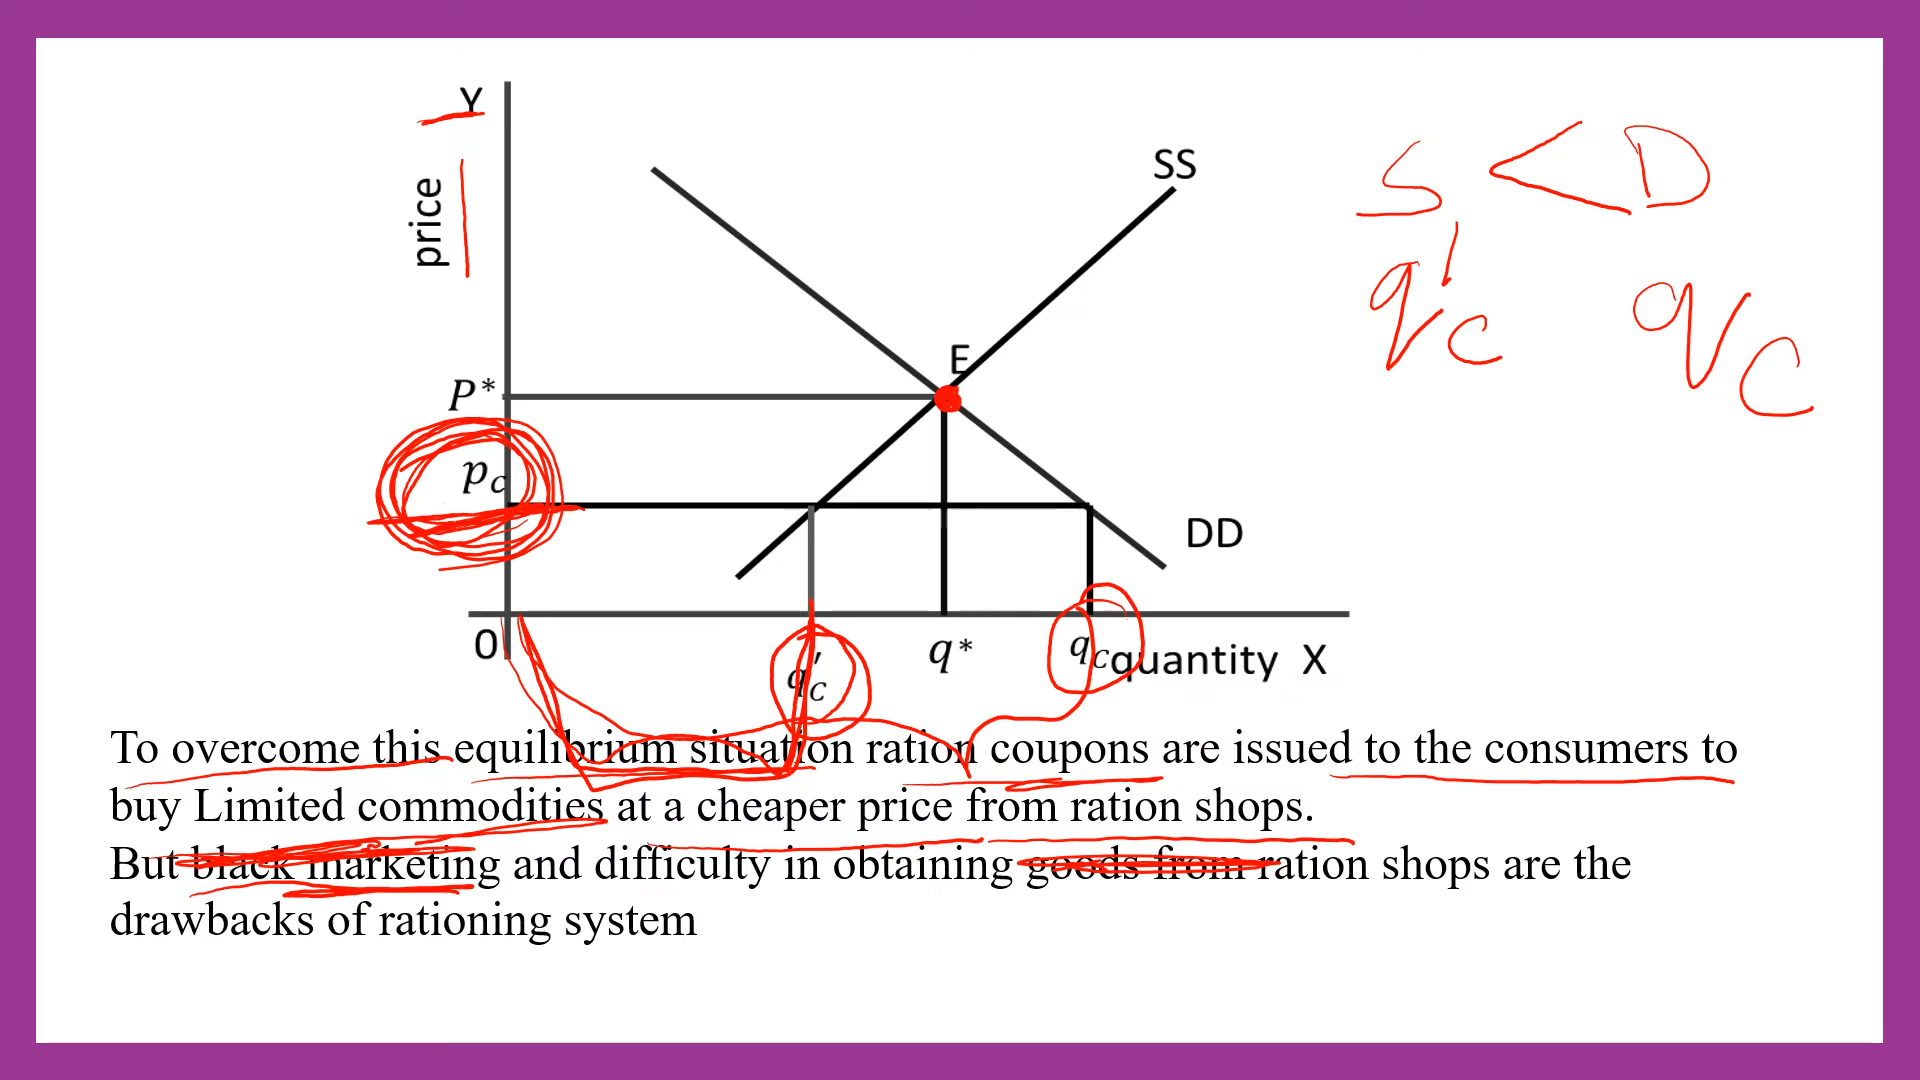 Y
price
SS
S < D
q'c qc
E
P*
pc
DD
0
q'c q* qc quantity X
To overcome this equilibrium situation ration coupons are issued to the consumers to
buy Limited commodities at a cheaper price from ration shops.
But black marketing and difficulty in obtaining goods from ration shops are the
drawbacks of rationing system